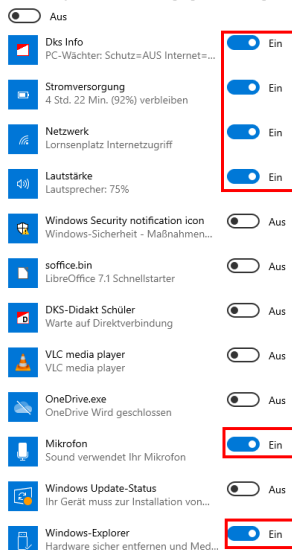 Aus
Dks Info
Ein
PC-Wächter: Schutz=AUS Internet=...
Stromversorgung
Ein
4 Std. 22 Min. (92%) verbleiben
Netzwerk
Ein
Lornsenplatz Internetzugriff
Lautstärke
Ein
Lautsprecher: 75%
Windows Security notification icon
Aus
Windows-Sicherheit - Maßnahmen...
soffice.bin
Aus
LibreOffice 7.1 Schnellstarter
DKS-Didakt Schüler
Aus
Warte auf Direktverbindung
VLC media player
Aus
VLC media player
OneDrive.exe
Aus
OneDrive Wird geschlossen
Mikrofon
Ein
Sound verwendet Ihr Mikrofon
Windows Update-Status
Aus
Ihr Gerät muss zur Installation von...
Windows-Explorer
Ein
Hardware sicher entfernen und Med...